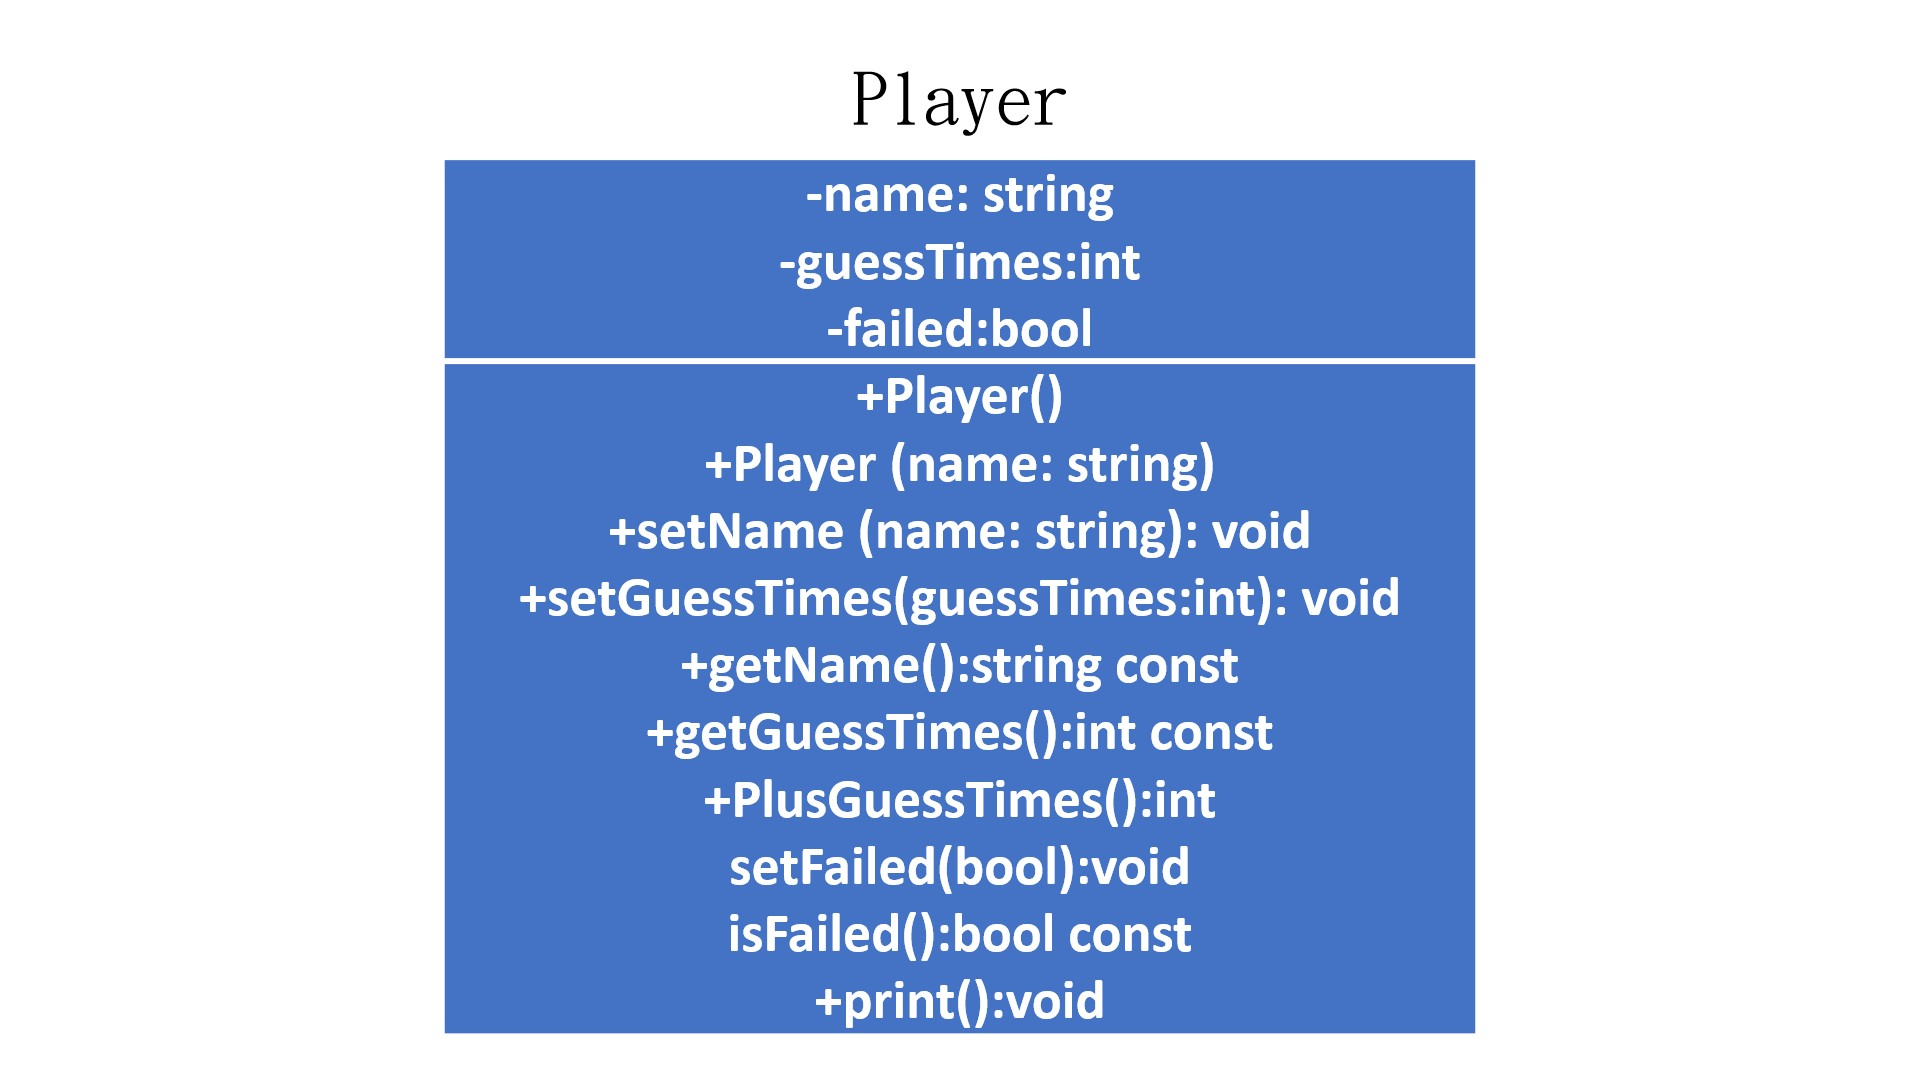 Player
-name: string
-guessTimes:int
-failed:bool
+Player()
+Player (name: string)
+setName (name: string): void
+setGuessTimes(guessTimes:int): void
+getName():string const
+getGuessTimes():int const
+PlusGuessTimes():int
setFailed(bool):void
isFailed():bool const
+print():void